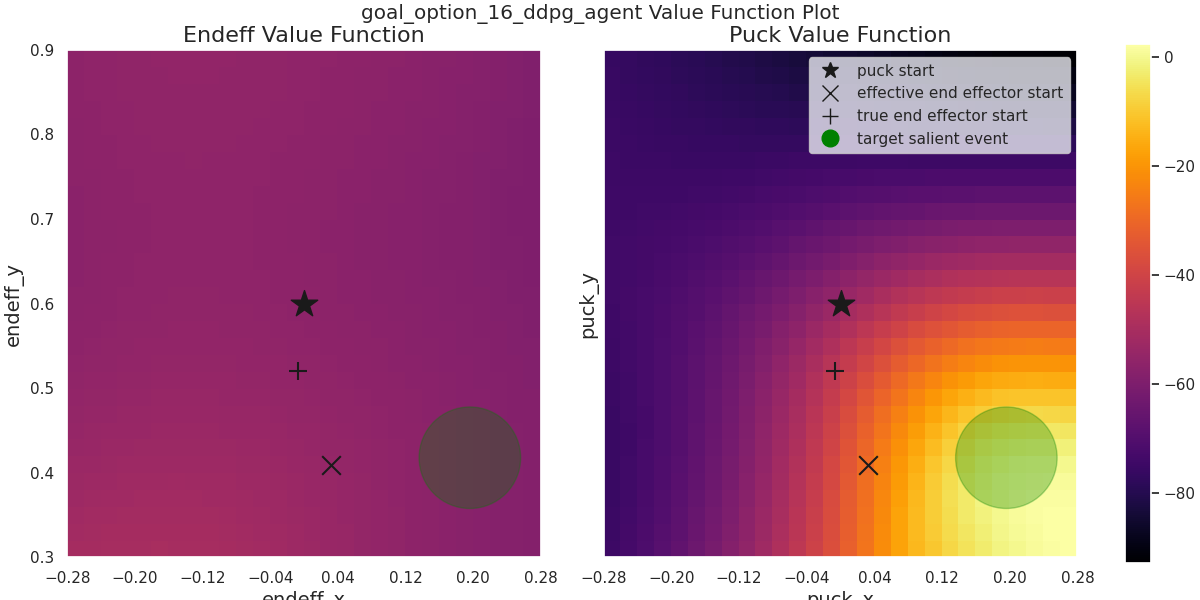 goal_option_16_ddpg_agent Value Function Plot
Endeff Value Function
endeff_y
0.9
0.8
0.7
0.6
0.5
0.4
0.3
−0.28 −0.20 −0.12 −0.04 0.04 0.12 0.20 0.28
endeff_x
Puck Value Function
puck_y
puck start
effective end effector start
true end effector start
target salient event
−0.28 −0.20 −0.12 −0.04 0.04 0.12 0.20 0.28
puck_x
0
−20
−40
−60
−80